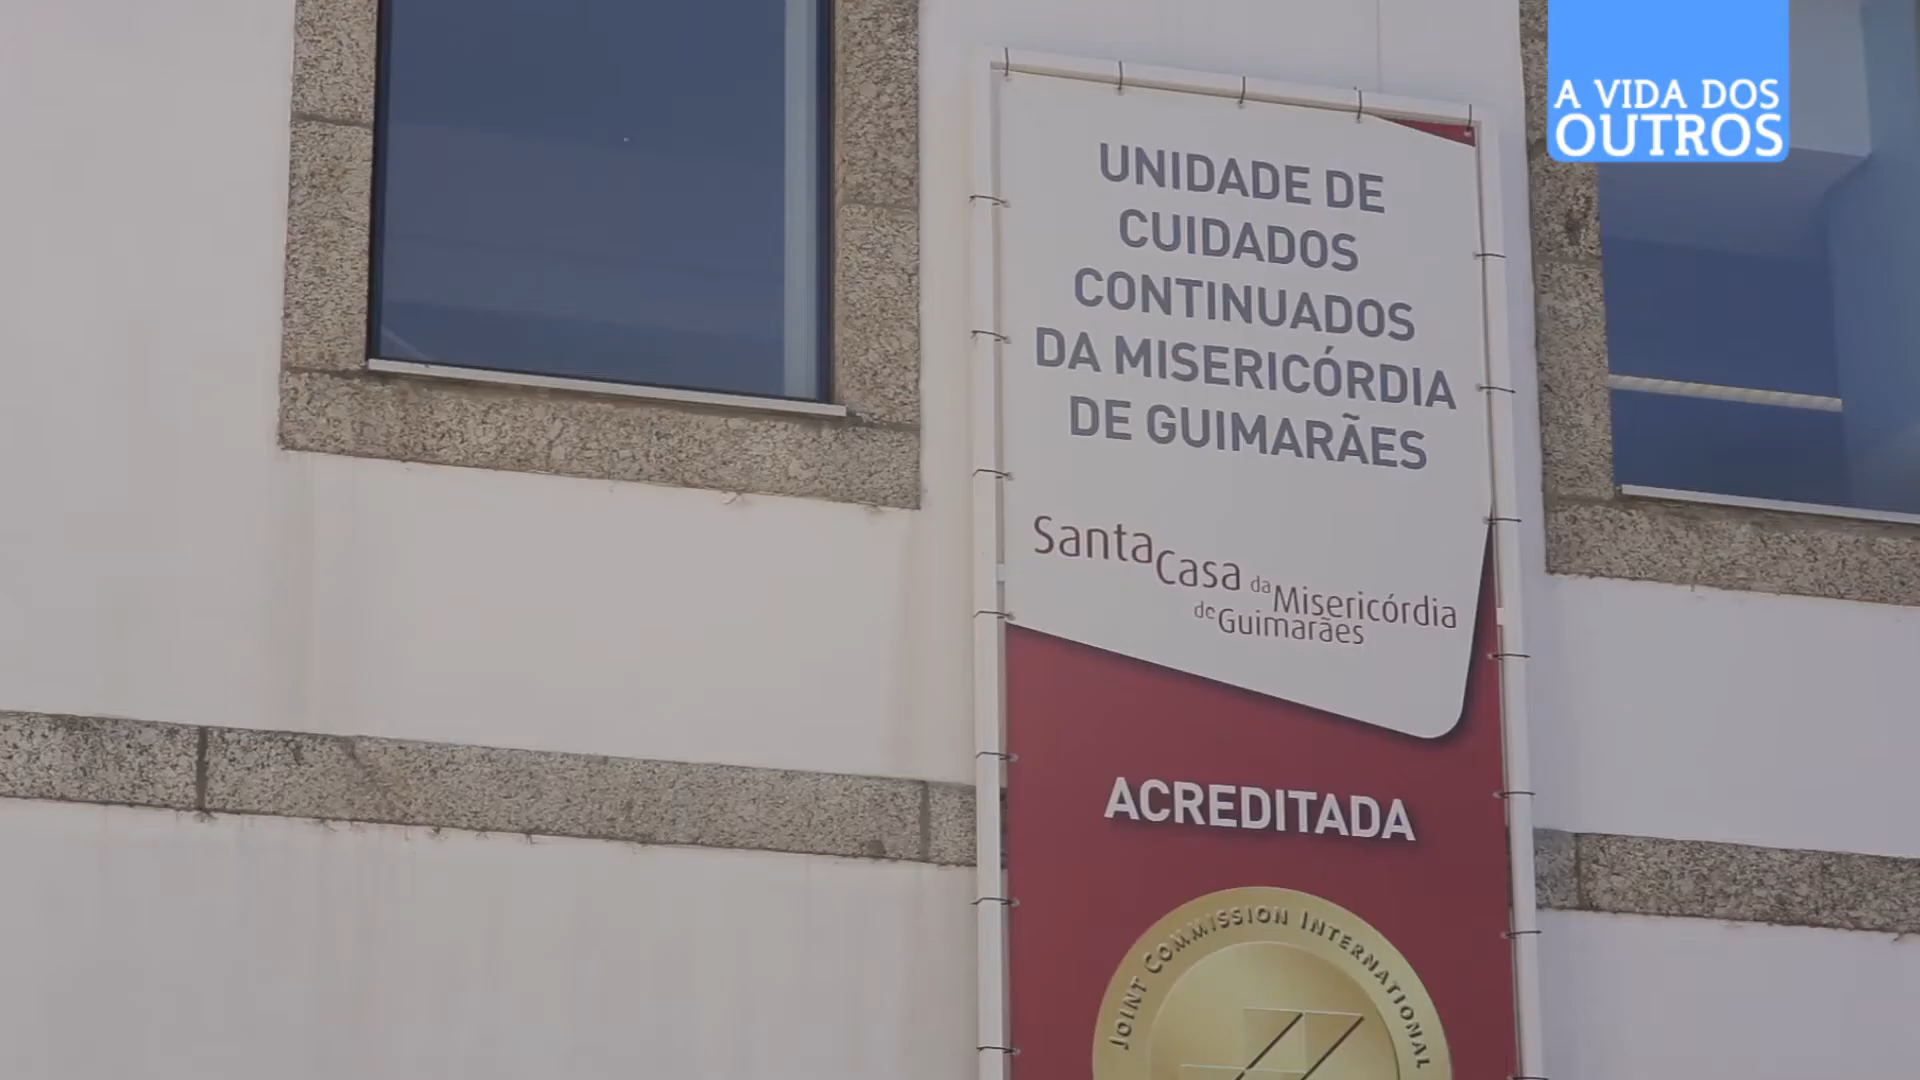 A VIDA DOS
OUTROS
UNIDADE DE
CUIDADOS
CONTINUADOS
DA MISERICÓRDIA
DE GUIMARÃES
Santa Casa da Misericórdia
de Guimarães
ACREDITADA
JOINT COMMISSION INTERNATIONAL